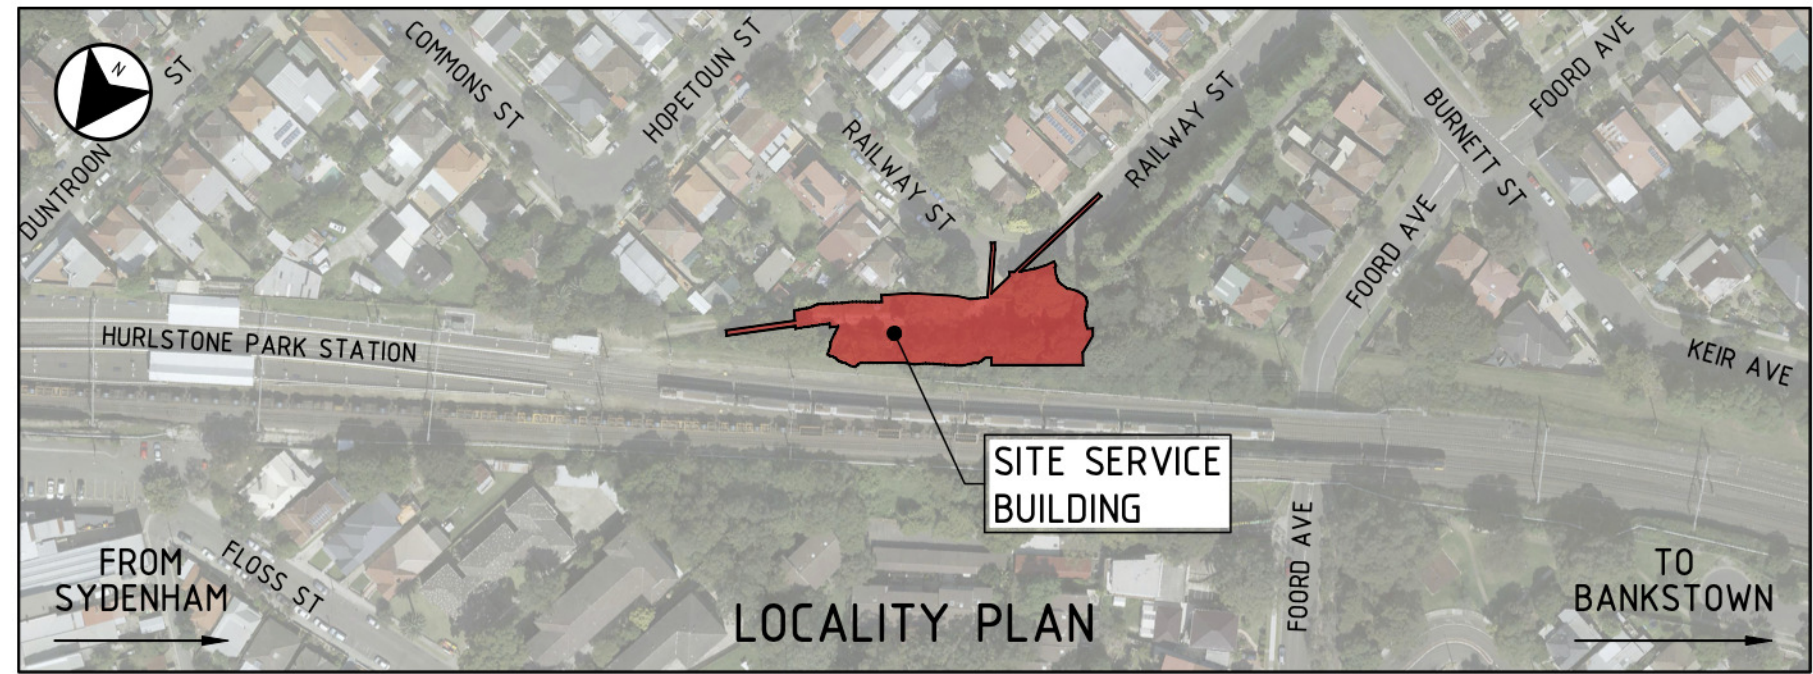 N
DUNTROON ST
COMMONS ST
HOPETOUN ST
RAILWAY ST
RAILWAY ST
BURNETT ST
FOORD AVE
FOORD AVE
KEIR AVE
HURLSTONE PARK STATION
SITE SERVICE
BUILDING
FOORD AVE
FLOSS ST
FROM
SYDENHAM
LOCALITY PLAN
TO
BANKSTOWN